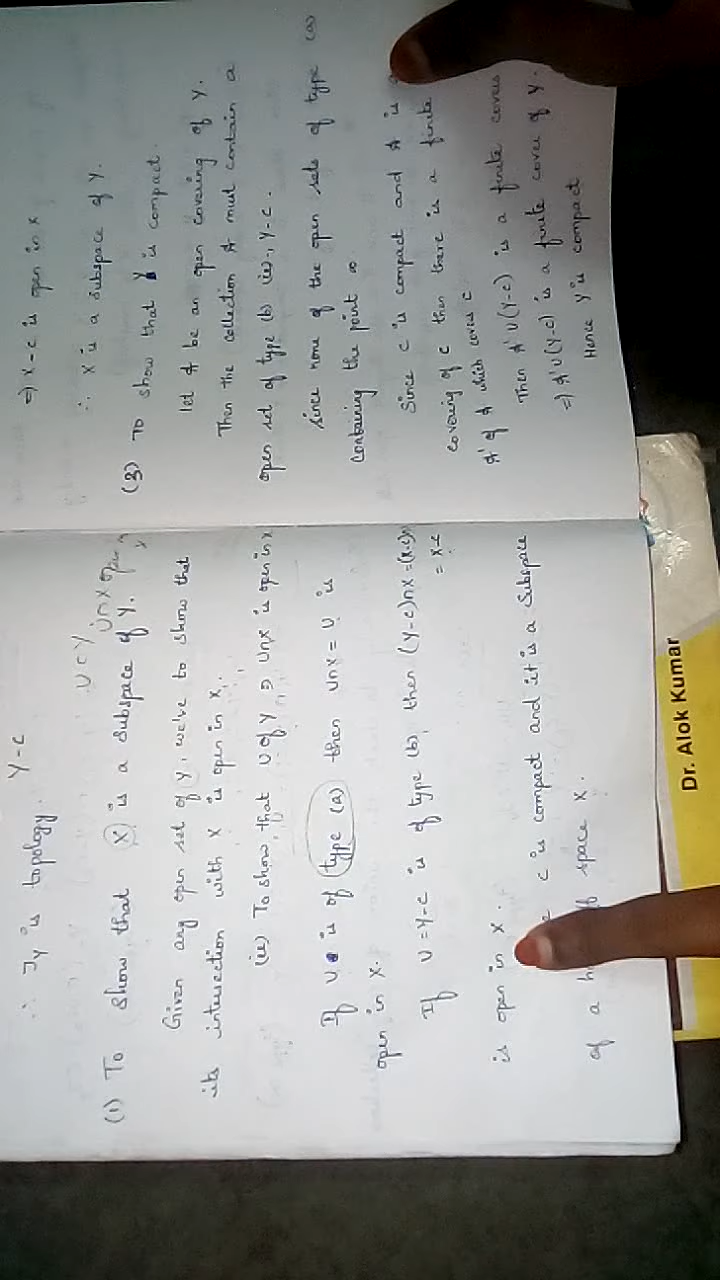 ∴ Jy is topology. Y-C
U⊂Y
U∩X open
(1) To show that X is a subspace of Y.
Given any open set of Y, we've to show that
its intersection with X is open in X.
(ie) To show that U of Y ⇒ U∩X is open in X
If U is of type (a) then U∩X = U is
open in X.
If U = Y-C is of type (b), then (Y-C)∩X = (X-C)∩X
= X-C
is open in X.
C is compact and it is a subspace
of a space X.
⇒ X-C is open in X
∴ X is a subspace of Y.
(3) To show that Y is compact.
Let A be an open covering of Y.
Then the collection A must contain a
open set of type (b) (ie)., Y-C.
Since none of the open sets of type (a)
containing the point ∞
Since C is compact and A is
covering of C then there is a finite
A' of A which covers C
Then A'∪(Y-C) is a finite covers
⇒ A'∪(Y-C) is a finite cover of Y.
Hence Y is compact
Dr. Alok Kumar